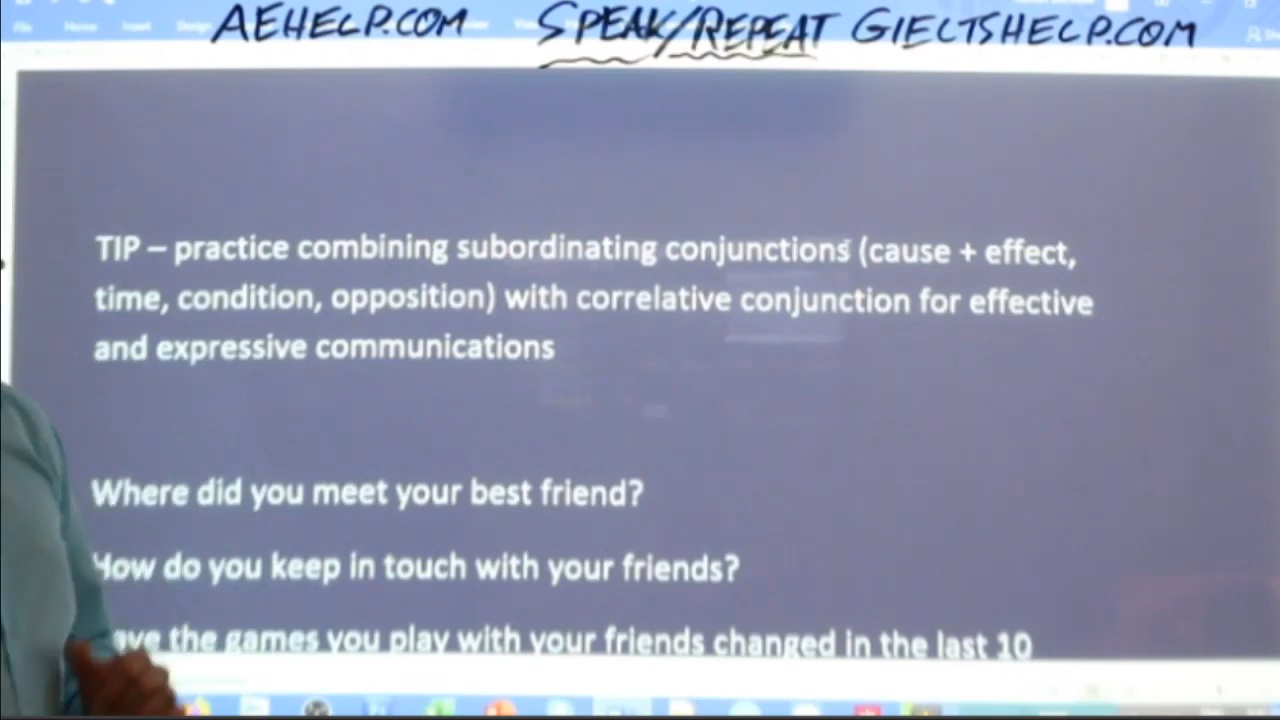 AEHELP.COM SPEAK/REPEAT GIELTSHELP.COM
TIP – practice combining subordinating conjunctions (cause + effect,
time, condition, opposition) with correlative conjunction for effective
and expressive communications
Where did you meet your best friend?
How do you keep in touch with your friends?
the games you play with your friends changed in the last 10